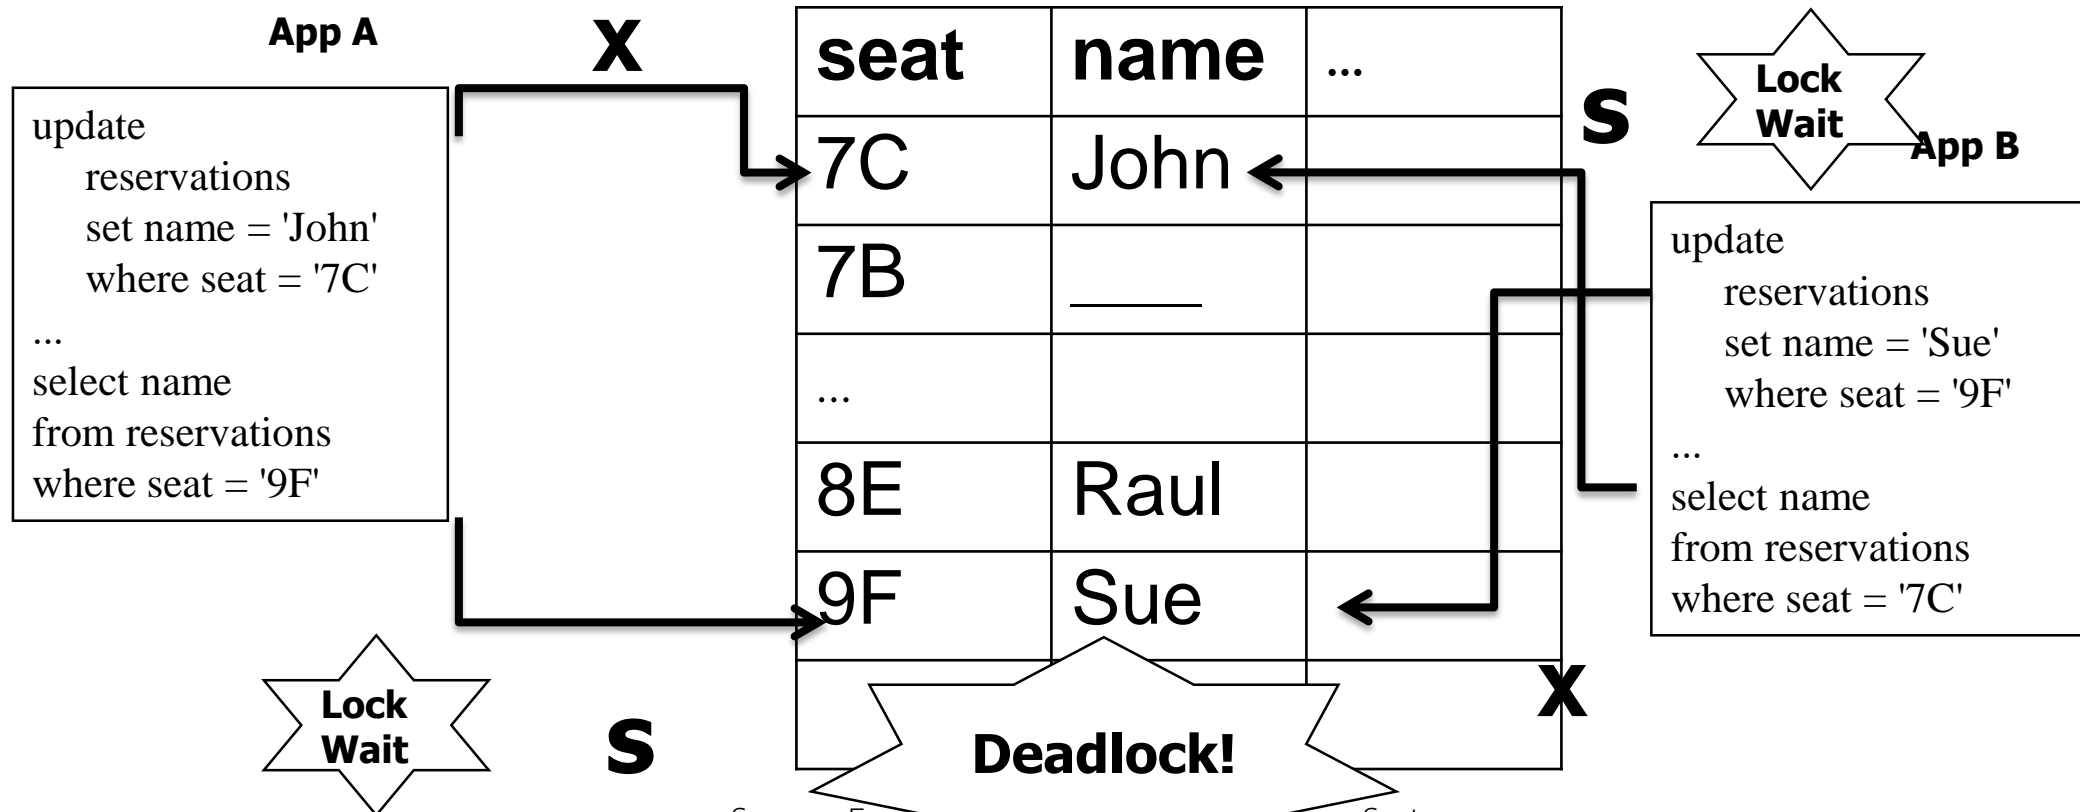 App A
X
update
reservations
set name = 'John'
where seat = '7C'
...
select name
from reservations
where seat = '9F'
Lock
Wait
S
seat name ...
7C John
7B ____
...
8E Raul
9F Sue
Deadlock!
S
Lock
Wait
App B
update
reservations
set name = 'Sue'
where seat = '9F'
...
select name
from reservations
where seat = '7C'
X